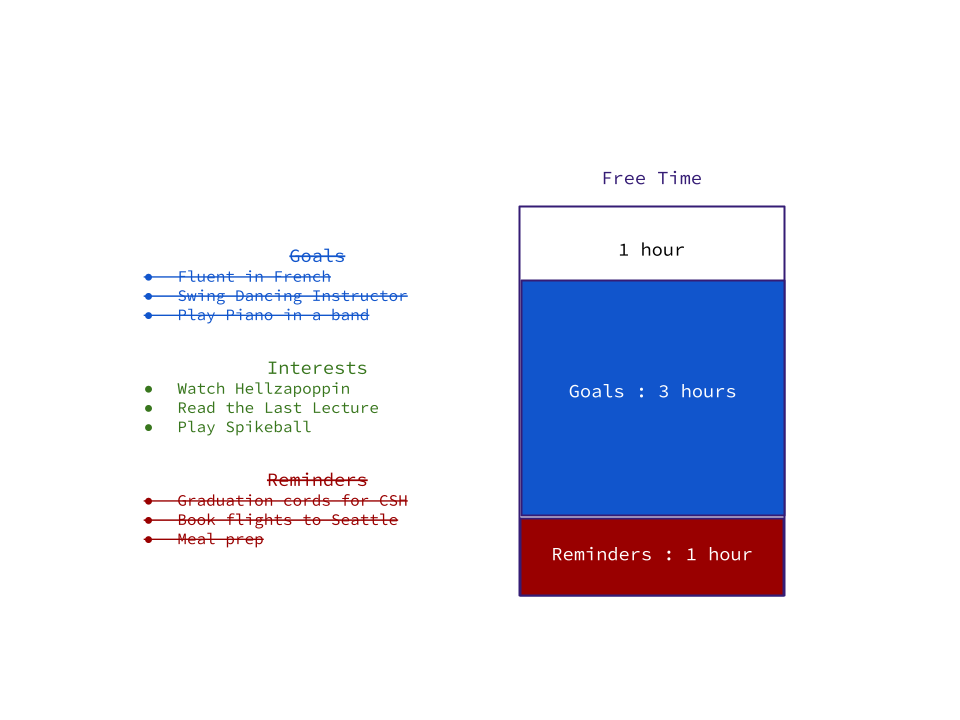 Goals
● Fluent in French
● Swing Dancing Instructor
● Play Piano in a band
Interests
● Watch Hellzapoppin
● Read the Last Lecture
● Play Spikeball
Reminders
● Graduation cords for CSH
● Book flights to Seattle
● Meal prep
Free Time
1 hour
Goals : 3 hours
Reminders : 1 hour